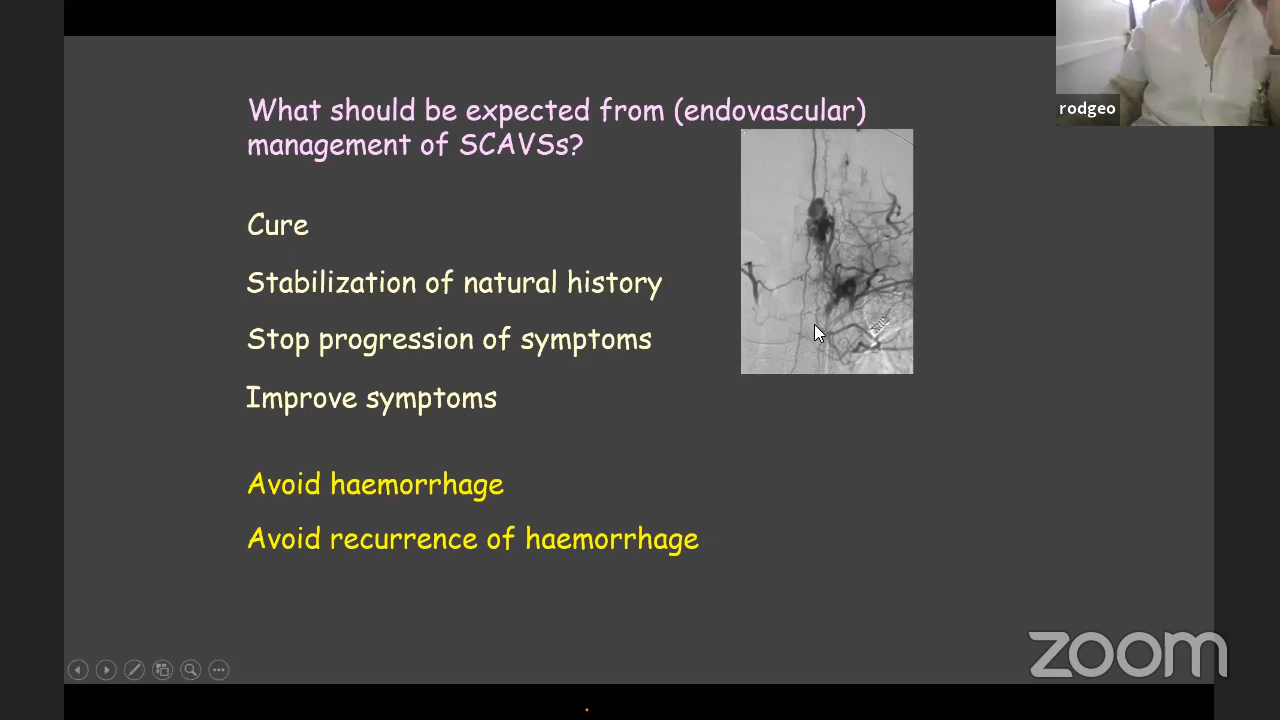 What should be expected from (endovascular)
management of SCAVSs?
Cure
Stabilization of natural history
Stop progression of symptoms
Improve symptoms
Avoid haemorrhage
Avoid recurrence of haemorrhage
rodgeo
zoom